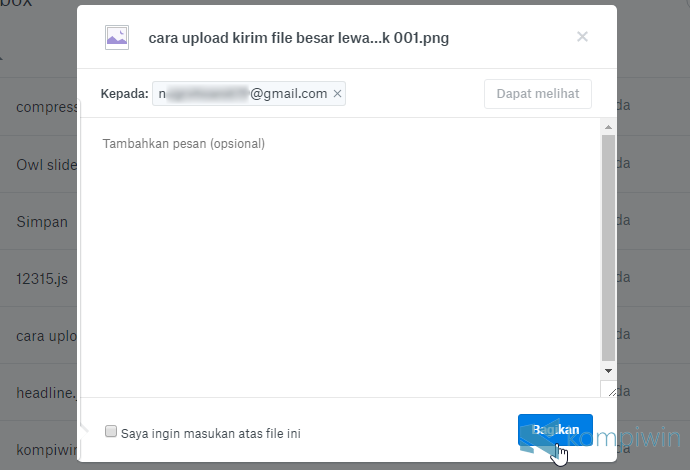 box
cara upload kirim file besar lewa...k 001.png
Kepada: @gmail.com ×
Dapat melihat
Tambahkan pesan (opsional)
Saya ingin masukan atas file ini
Bagikan
kompiwin
compress
Owl slide
Simpan
12315.js
cara uplo
headline.
kompiwin
da
da
da
da
da
da
da